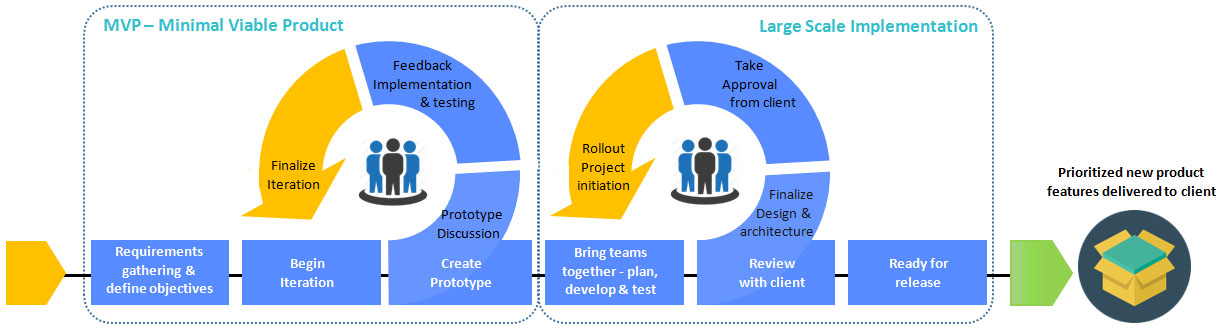 MVP – Minimal Viable Product
Feedback
Implementation
& testing
Finalize
Iteration
Prototype
Discussion
Requirements
gathering &
define objectives
Begin
Iteration
Create
Prototype
Large Scale Implementation
Take
Approval
from client
Rollout
Project
initiation
Finalize
Design &
architecture
Bring teams
together - plan,
develop & test
Review
with client
Ready for
release
Prioritized new product
features delivered to client